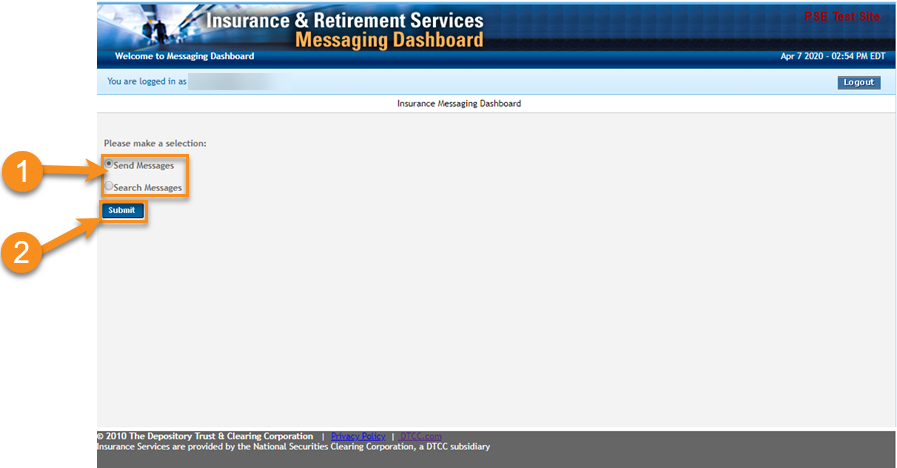 Insurance & Retirement Services
Messaging Dashboard
PSE Test Site
Welcome to Messaging Dashboard
Apr 7 2020 - 02:54 PM EDT
You are logged in as
Logout
Insurance Messaging Dashboard
Please make a selection:
1
Send Messages
Search Messages
Submit
2
© 2010 The Depository Trust & Clearing Corporation | Privacy Policy | DTCC.com
Insurance Services are provided by the National Securities Clearing Corporation, a DTCC subsidiary